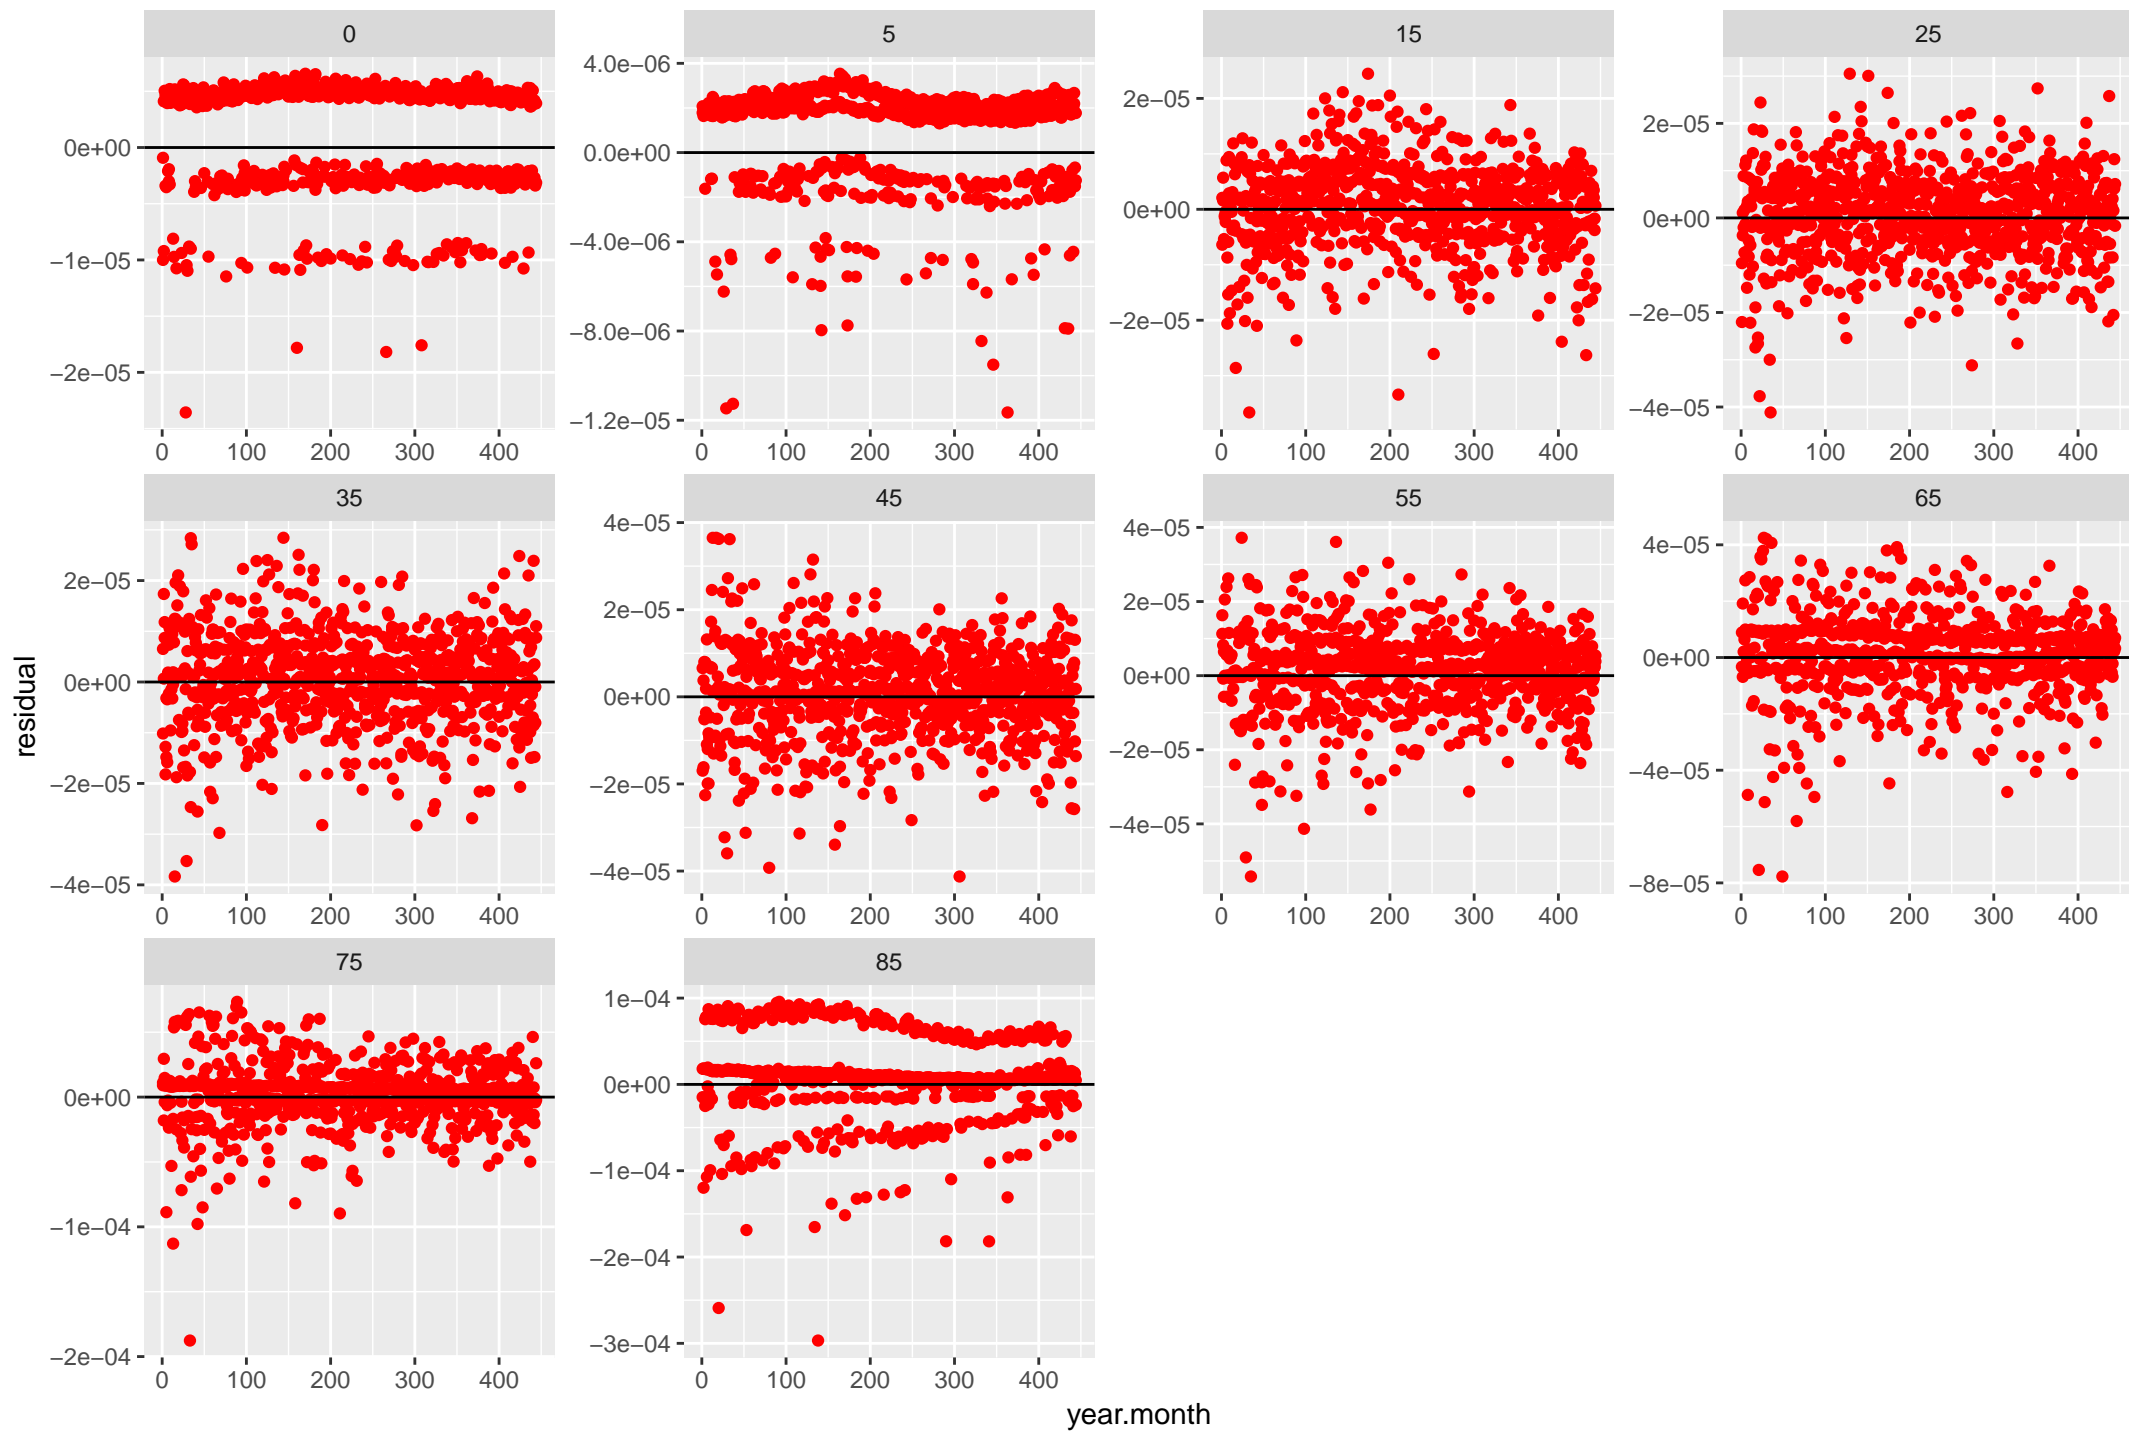 0 5 15 25
0e+00
−1e−05
−2e−05
4.0e−06
0.0e+00
−4.0e−06
−8.0e−06
−1.2e−05
2e−05
0e+00
−2e−05
2e−05
0e+00
−2e−05
−4e−05
0 100 200 300 400 0 100 200 300 400 0 100 200 300 400 0 100 200 300 400
35 45 55 65
2e−05
0e+00
−2e−05
−4e−05
4e−05
2e−05
0e+00
−2e−05
−4e−05
4e−05
2e−05
0e+00
−2e−05
−4e−05
4e−05
0e+00
−4e−05
−8e−05
0 100 200 300 400 0 100 200 300 400 0 100 200 300 400 0 100 200 300 400
75 85
0e+00
−1e−04
−2e−04
1e−04
0e+00
−1e−04
−2e−04
−3e−04
0 100 200 300 400 0 100 200 300 400
residual
year.month